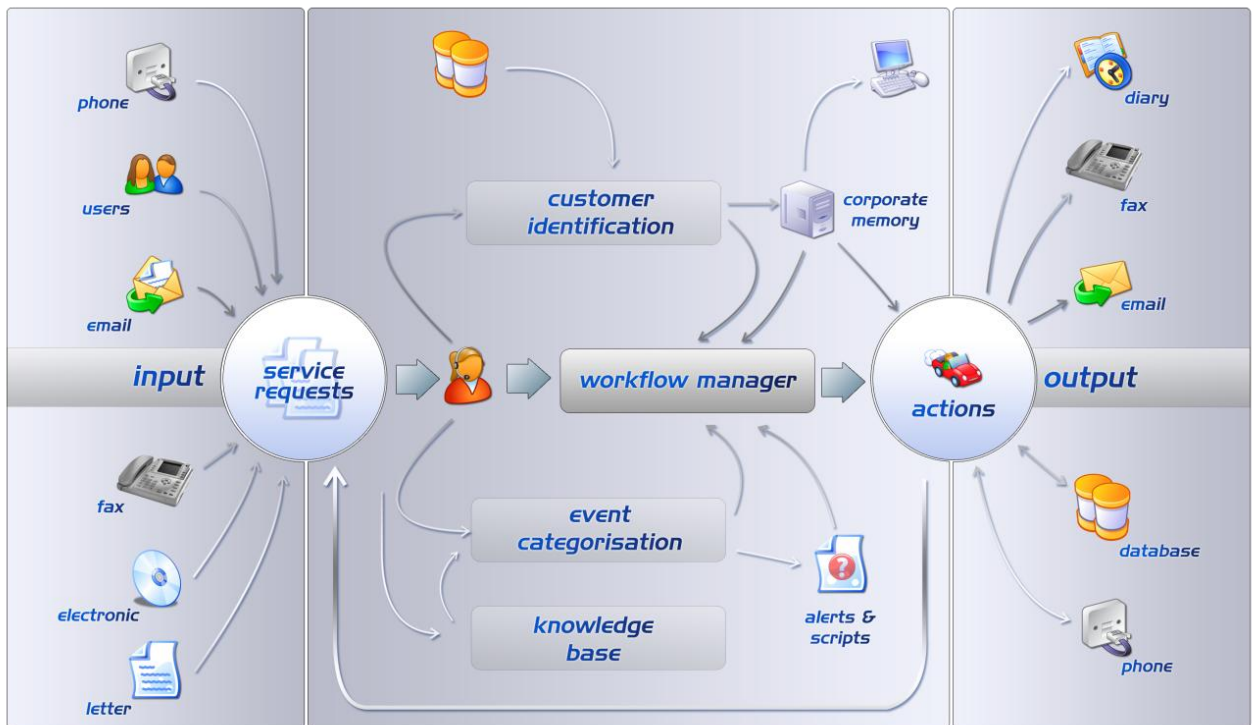 phone
users
email
input
service
requests
fax
electronic
letter
customer
identification
corporate
memory
workflow manager
event
categorisation
knowledge
base
alerts &
scripts
actions
diary
fax
email
output
database
phone